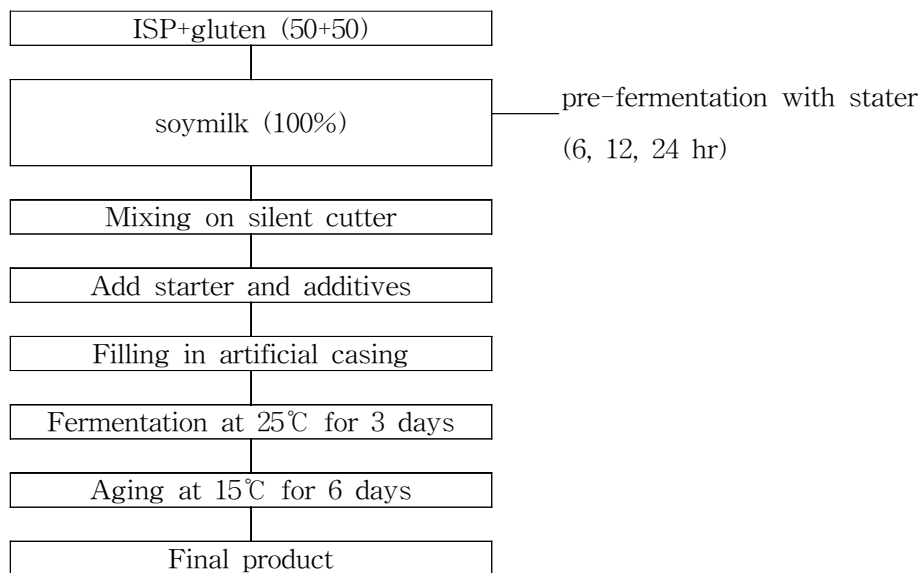 ISP+gluten (50+50)
soymilk (100%)
pre-fermentation with stater
(6, 12, 24 hr)
Mixing on silent cutter
Add starter and additives
Filling in artificial casing
Fermentation at 25℃ for 3 days
Aging at 15℃ for 6 days
Final product